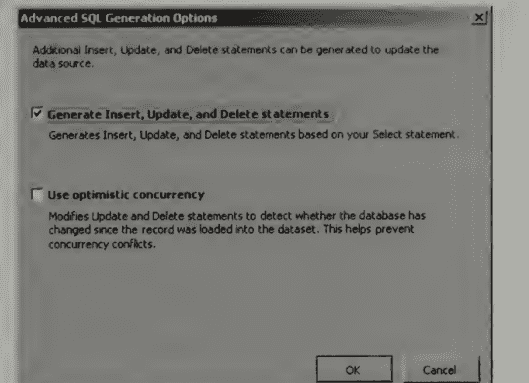 Advanced SQL Generation Options
Additional Insert, Update, and Delete statements can be generated to update the
data source.
Generate Insert, Update, and Delete statements
Generates Insert, Update, and Delete statements based on your Select statement.
Use optimistic concurrency
Modifies Update and Delete statements to detect whether the database has
changed since the record was loaded into the dataset. This helps prevent
concurrency conflicts.
OK
Cancel